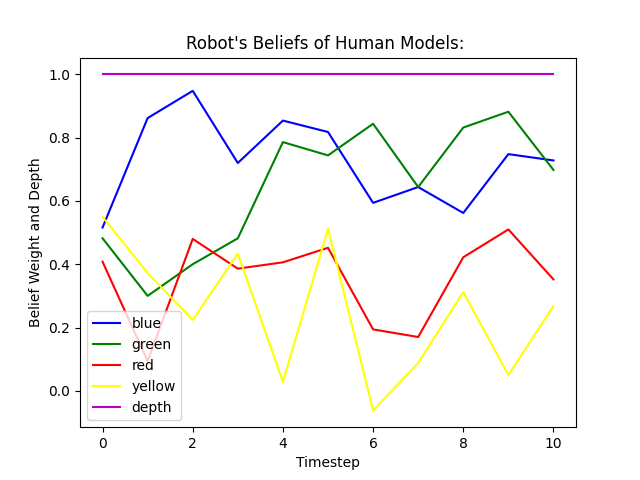 Robot's Beliefs of Human Models:
Belief Weight and Depth
1.0
0.8
0.6
0.4
0.2
0.0
blue
green
red
yellow
depth
0 2 4 6 8 10
Timestep